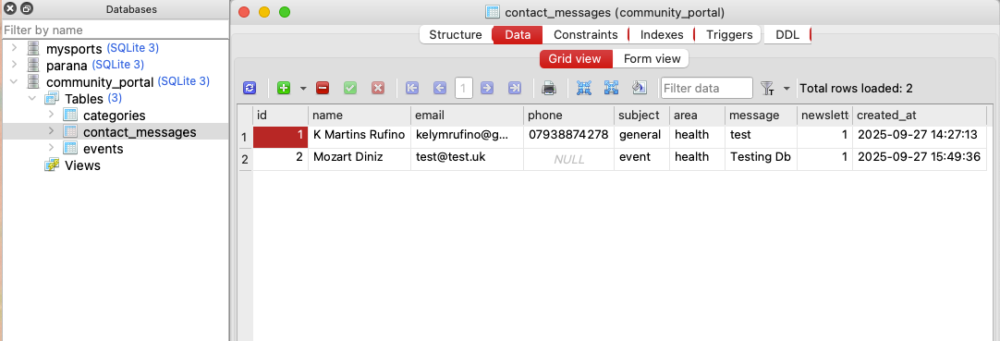 Databases
Filter by name
mysports (SQLite 3)
parana (SQLite 3)
community_portal (SQLite 3)
Tables (3)
categories
contact_messages
events
Views
contact_messages (community_portal)
Structure Data Constraints Indexes Triggers DDL
Grid view Form view
1 Filter data T Total rows loaded: 2
id name email phone subject area message newslett created_at
1 1 K Martins Rufino kelymrufino@g... 07938874278 general health test 1 2025-09-27 14:27:13
2 2 Mozart Diniz test@test.uk NULL event health Testing Db 1 2025-09-27 15:49:36